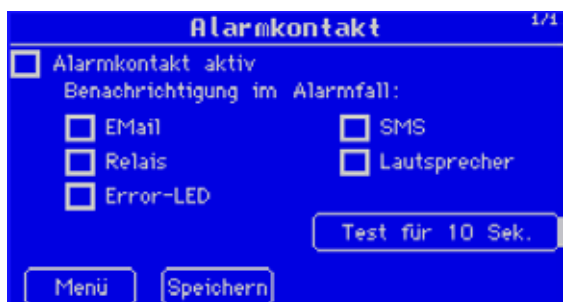 Alarmkontakt 1/1
Alarmkontakt aktiv
Benachrichtigung im Alarmfall:
EMail SMS
Relais Lautsprecher
Error-LED
Test für 10 Sek.
Menü Speichern